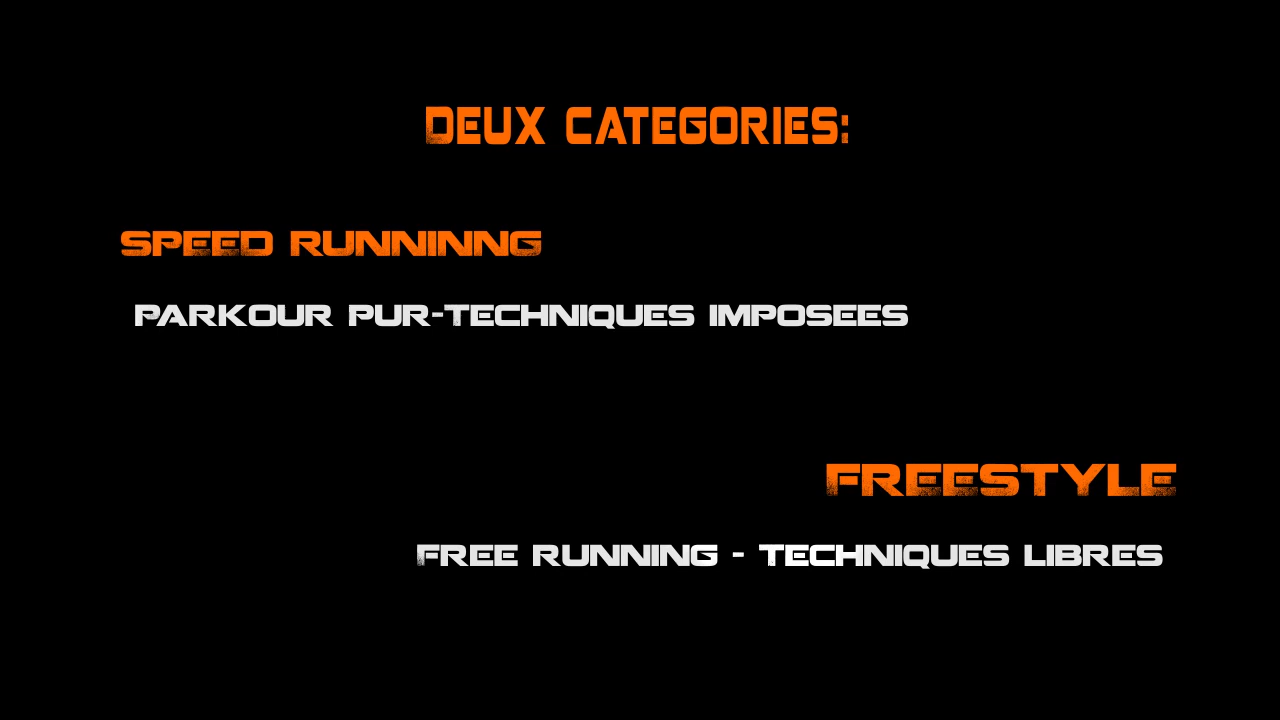 DEUX CATEGORIES:
SPEED RUNNINNG
PARKOUR PUR-TECHNIQUES IMPOSEES
FREESTYLE
FREE RUNNING - TECHNIQUES LIBRES